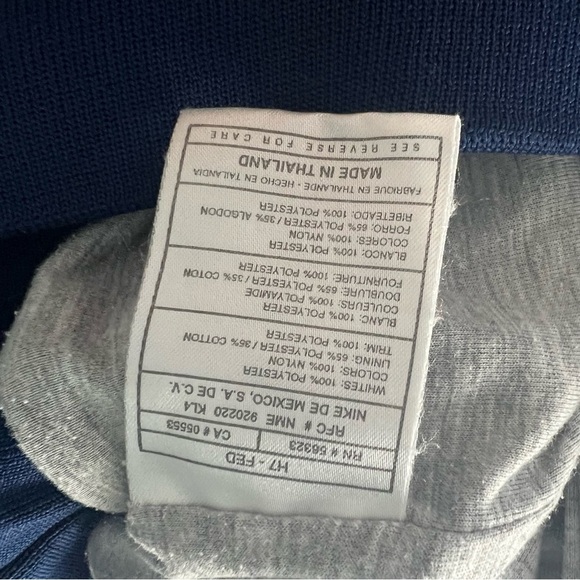 H7 - FED
RN # 56323 CA # 05553
RFC # NME 920220 KL4
NIKE DE MEXICO, S.A. DE C.V.
WHITES: 100% POLYESTER
COLORS: 100% NYLON
LINING: 65% POLYESTER / 35% COTTON
TRIM: 100% POLYESTER
BLANC: 100% POLYESTER
COULEURS: 100% POLYAMIDE
DOUBLURE: 65% POLYESTER / 35% COTON
FOURNITURE: 100% POLYESTER
BLANCO: 100% POLYESTER
COLORES: 100% NYLON
FORRO: 65% POLYESTER / 35% ALGODON
RIBETEADO: 100% POLYESTER
FABRIQUE EN THAILANDE • HECHO EN TAILANDIA
MADE IN THAILAND
SEE REVERSE FOR CARE